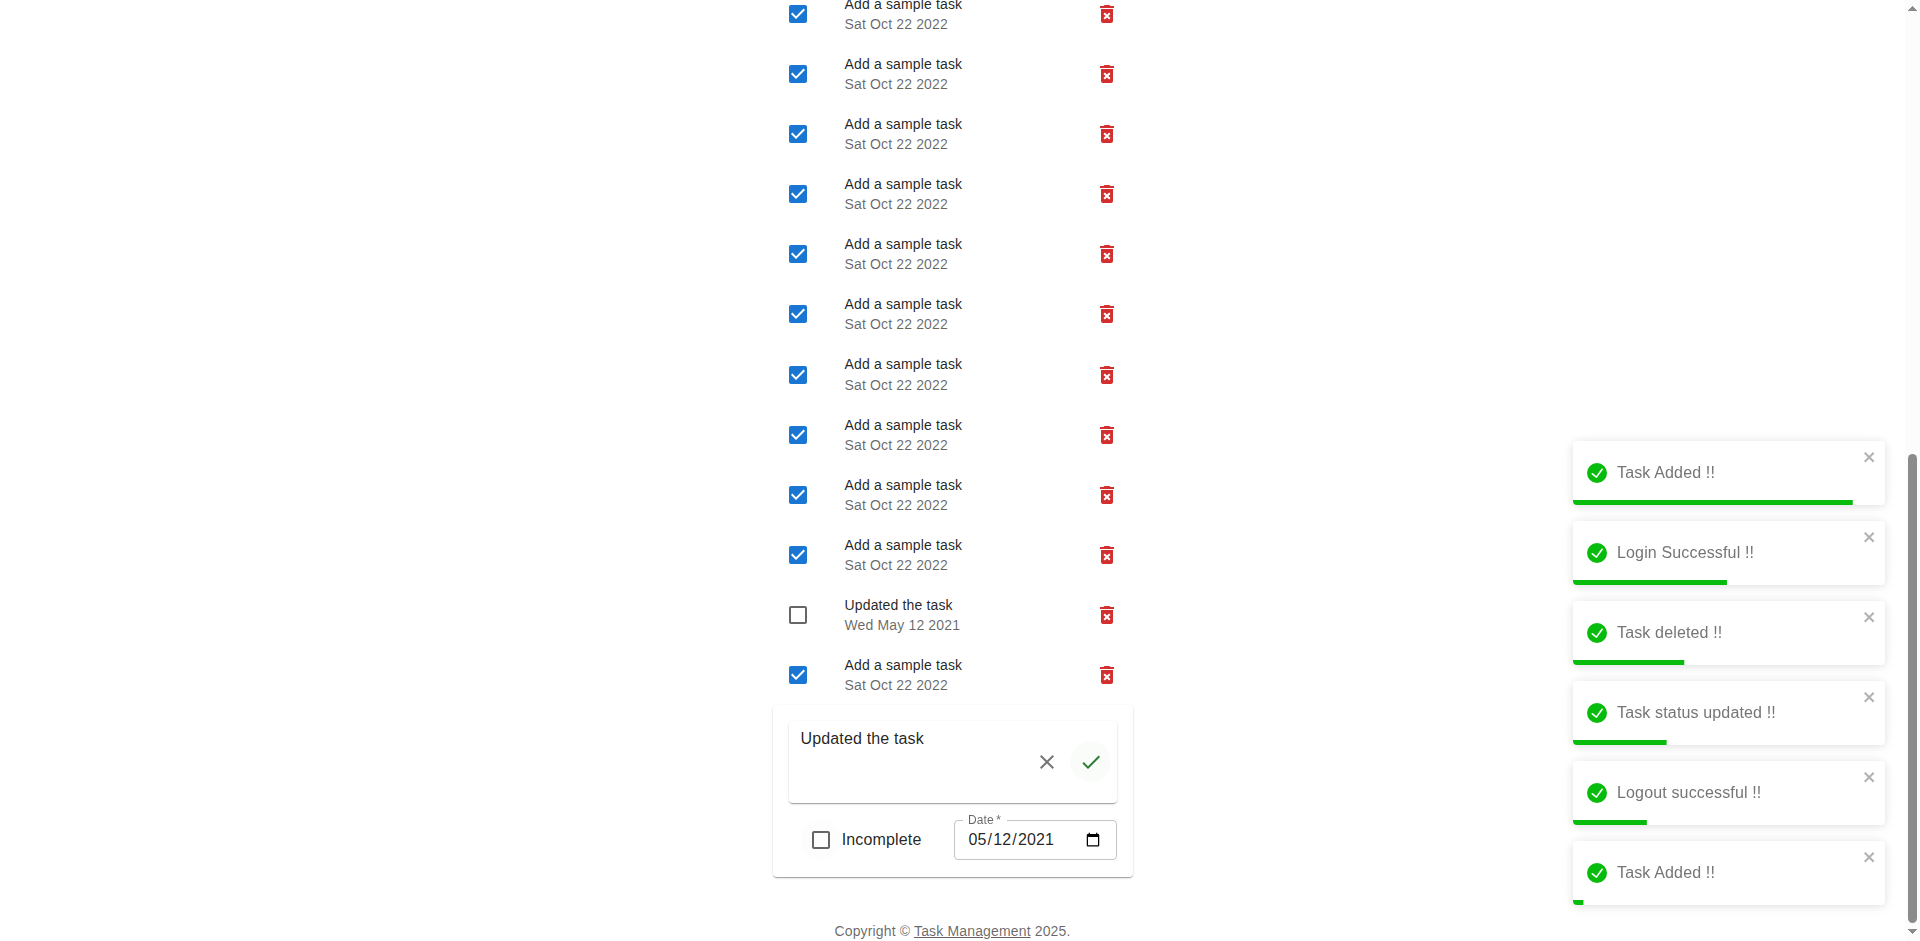 Add a sample task
Sat Oct 22 2022
Add a sample task
Sat Oct 22 2022
Add a sample task
Sat Oct 22 2022
Add a sample task
Sat Oct 22 2022
Add a sample task
Sat Oct 22 2022
Add a sample task
Sat Oct 22 2022
Add a sample task
Sat Oct 22 2022
Add a sample task
Sat Oct 22 2022
Add a sample task
Sat Oct 22 2022
Add a sample task
Sat Oct 22 2022
Updated the task
Wed May 12 2021
Add a sample task
Sat Oct 22 2022
Updated the task
Incomplete
Date *
05/12/2021
Copyright © Task Management 2025.
Task Added !!
Login Successful !!
Task deleted !!
Task status updated !!
Logout successful !!
Task Added !!